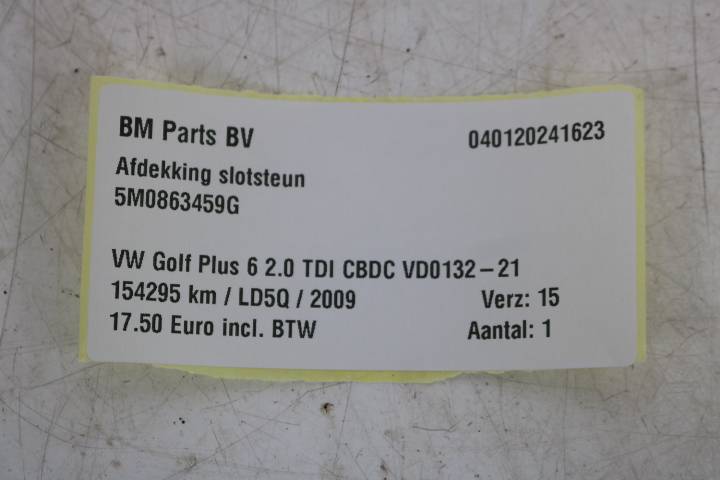 BM Parts BV 040120241623
Afdekking slotsteun
5M0863459G
VW Golf Plus 6 2.0 TDI CBDC VD0132-21
154295 km / LD5Q / 2009 Verz: 15
17.50 Euro incl. BTW Aantal: 1